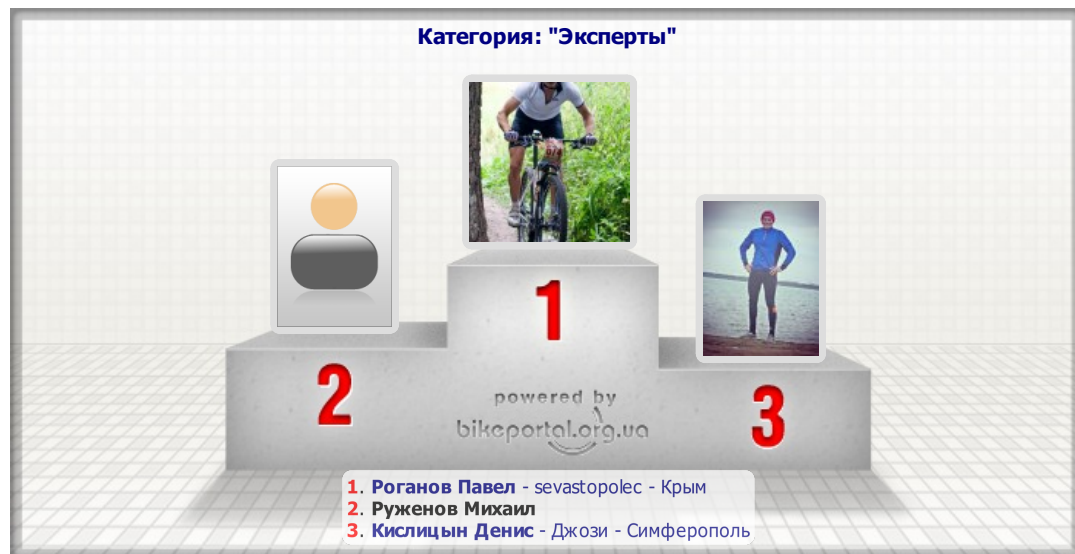 Категория: "Эксперты"
1
2
3
powered by
bikeportal.org.ua
1. Роганов Павел - sevastopolec - Крым
2. Руженов Михаил
3. Кислицын Денис - Джози - Симферополь